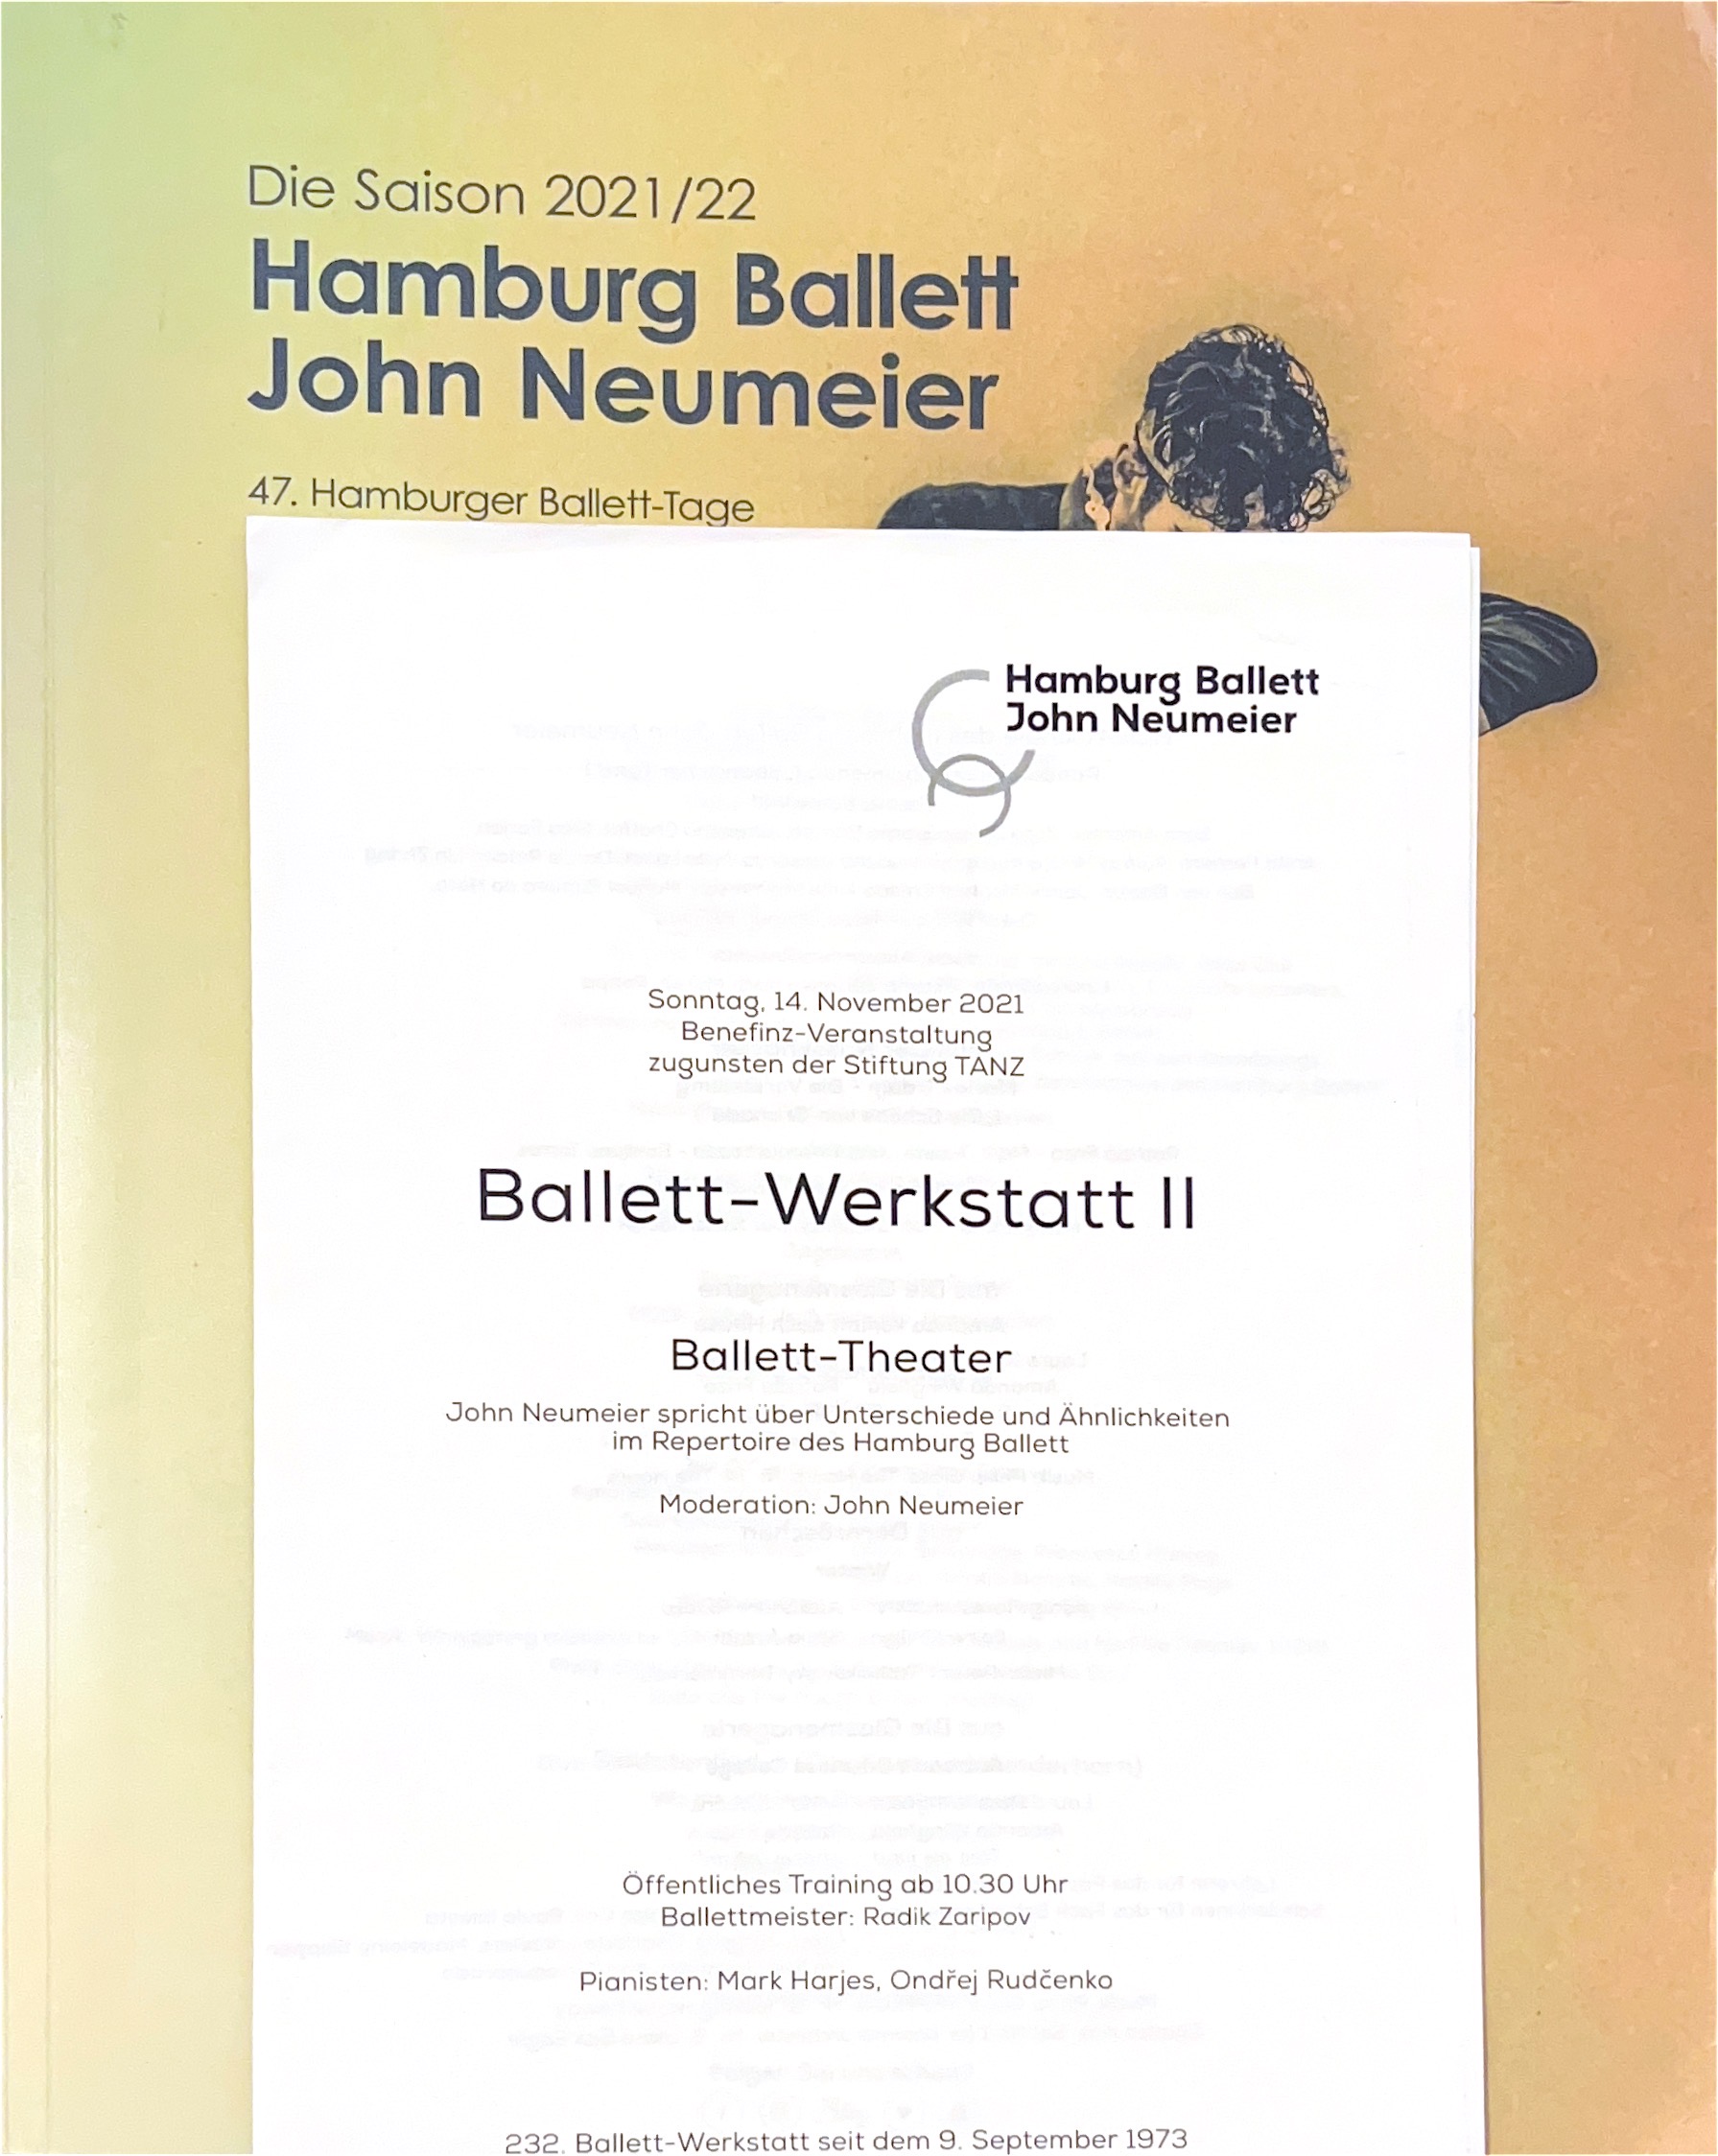 Die Saison 2021/22
Hamburg Ballett
John Neumeier
47. Hamburger Ballett-Tage
Hamburg Ballett
John Neumeier
Sonntag, 14. November 2021
Benefinz-Veranstaltung
zugunsten der Stiftung TANZ
Ballett-Werkstatt II
Ballett-Theater
John Neumeier spricht über Unterschiede und Ähnlichkeiten
im Repertoire des Hamburg Ballett
Moderation: John Neumeier
Öffentliches Training ab 10.30 Uhr
Ballettmeister: Radik Zaripov
Pianisten: Mark Harjes, Ondřej Rudčenko
232. Ballett-Werkstatt seit dem 9. September 1973